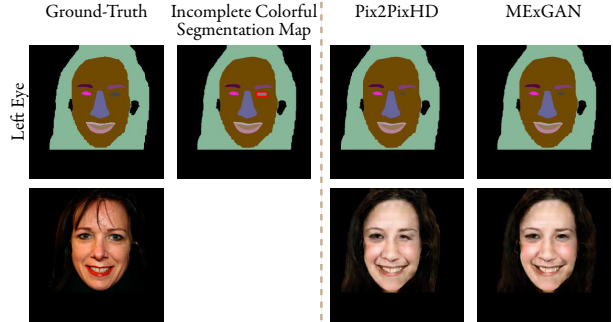 Ground-Truth
Incomplete Colorful
Segmentation Map
Pix2PixHD
MExGAN
Left Eye